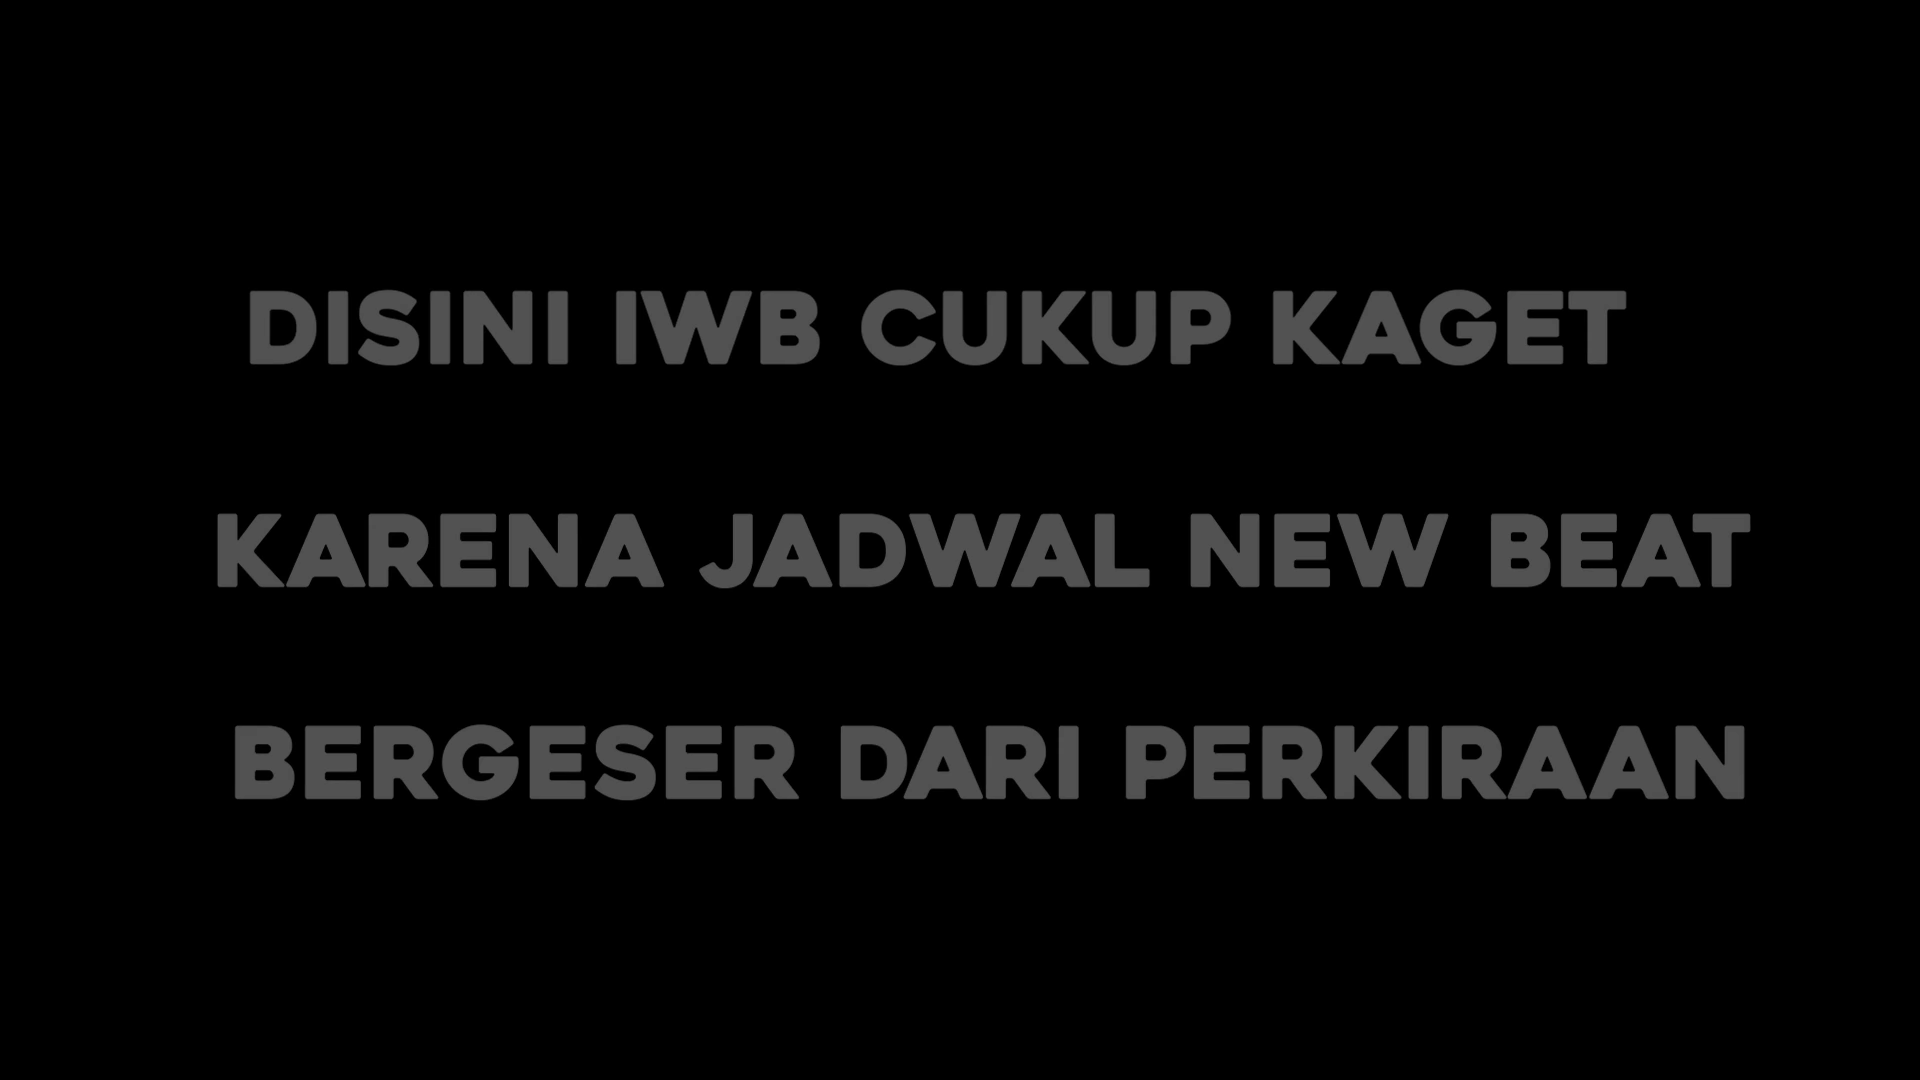 DISINI IWB CUKUP KAGET
KARENA JADWAL NEW BEAT
BERGESER DARI PERKIRAAN